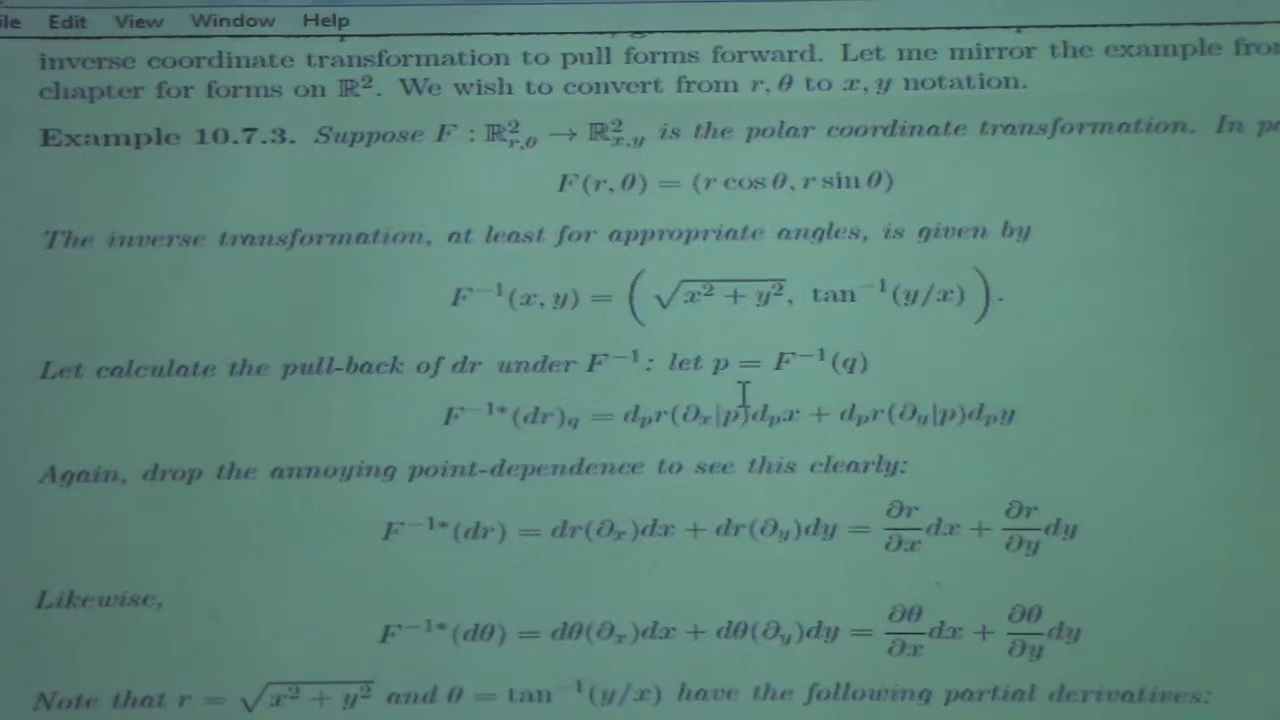 ile Edit View Window Help
inverse coordinate transformation to pull forms forward. Let me mirror the example from
chapter for forms on ℝ². We wish to convert from r, θ to x, y notation.
Example 10.7.3. Suppose F : ℝ²_{r,θ} → ℝ²_{x,y} is the polar coordinate transformation. In
F(r, θ) = (r cos θ, r sin θ)
The inverse transformation, at least for appropriate angles, is given by
F⁻¹(x, y) = ( √(x² + y²), tan⁻¹(y/x) ).
Let calculate the pull-back of dr under F⁻¹: let p = F⁻¹(q)
F⁻¹*(dr)_q = d_p r(∂_x|p)d_p x + d_p r(∂_y|p)d_p y
Again, drop the annoying point-dependence to see this clearly:
F⁻¹*(dr) = dr(∂_x)dx + dr(∂_y)dy = ∂r/∂x dx + ∂r/∂y dy
Likewise,
F⁻¹*(dθ) = dθ(∂_x)dx + dθ(∂_y)dy = ∂θ/∂x dx + ∂θ/∂y dy
Note that r = √(x² + y²) and θ = tan⁻¹(y/x) have the following partial derivatives: